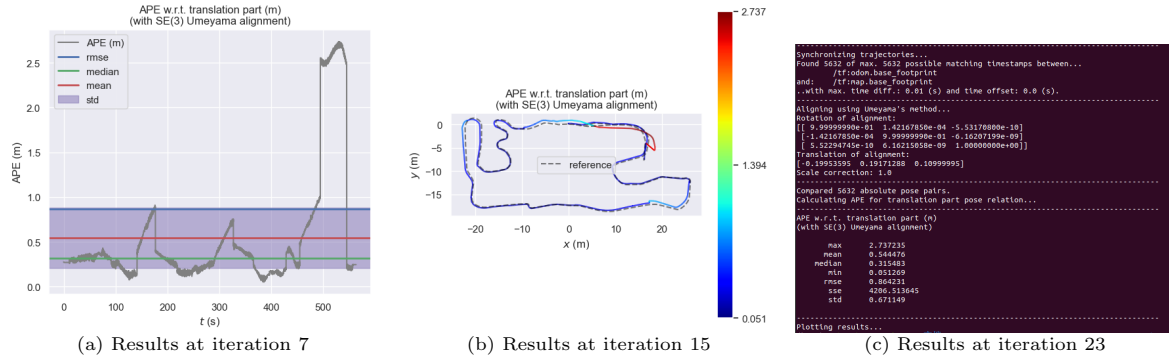 APE w.r.t. translation part (m)
(with SE(3) Umeyama alignment)
APE (m)
rmse
median
mean
std
2.5
2.0
1.5
1.0
0.5
0.0
APE (m)
0
100
200
300
400
500
t (s)
(a) Results at iteration 7
APE w.r.t. translation part (m)
(with SE(3) Umeyama alignment)
reference
0
−5
−10
−15
y (m)
−20
−10
0
10
20
x (m)
2.737
1.394
0.051
(b) Results at iteration 15
Synchronizing trajectories...
Found 5632 of max. 5632 possible matching timestamps between...
/tf:odom.base_footprint
and: /tf:map.base_footprint
..with max. time diff.: 0.01 (s) and time offset: 0.0 (s).
Aligning using Umeyama's method...
Rotation of alignment:
[[ 9.99999990e-01 1.42167850e-04 -5.53170800e-10]
[-1.42167850e-04 9.99999990e-01 -6.16207199e-09]
[ 5.52294745e-10 6.16215058e-09 1.00000000e+00]]
Translation of alignment:
[-0.19953595 0.19171288 0.10999995]
Scale correction: 1.0
Compared 5632 absolute pose pairs.
Calculating APE for translation part pose relation...
APE w.r.t. translation part (m)
(with SE(3) Umeyama alignment)
max 2.737235
mean 0.544476
median 0.315483
min 0.051269
rmse 0.864231
sse 4206.513645
std 0.671149
Plotting results...
(c) Results at iteration 23